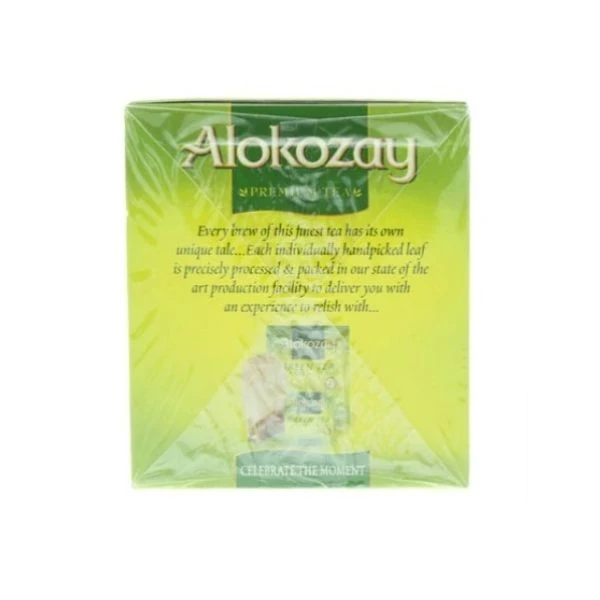 Alokozay
PREMIUM TEA
Every brew of this finest tea has its own
unique tale...Each individually handpicked leaf
is precisely processed & packed in our state of the
art production facility to deliver you with
an experience to relish with...
Alokozay
GREEN TEA
CELEBRATE THE MOMENT